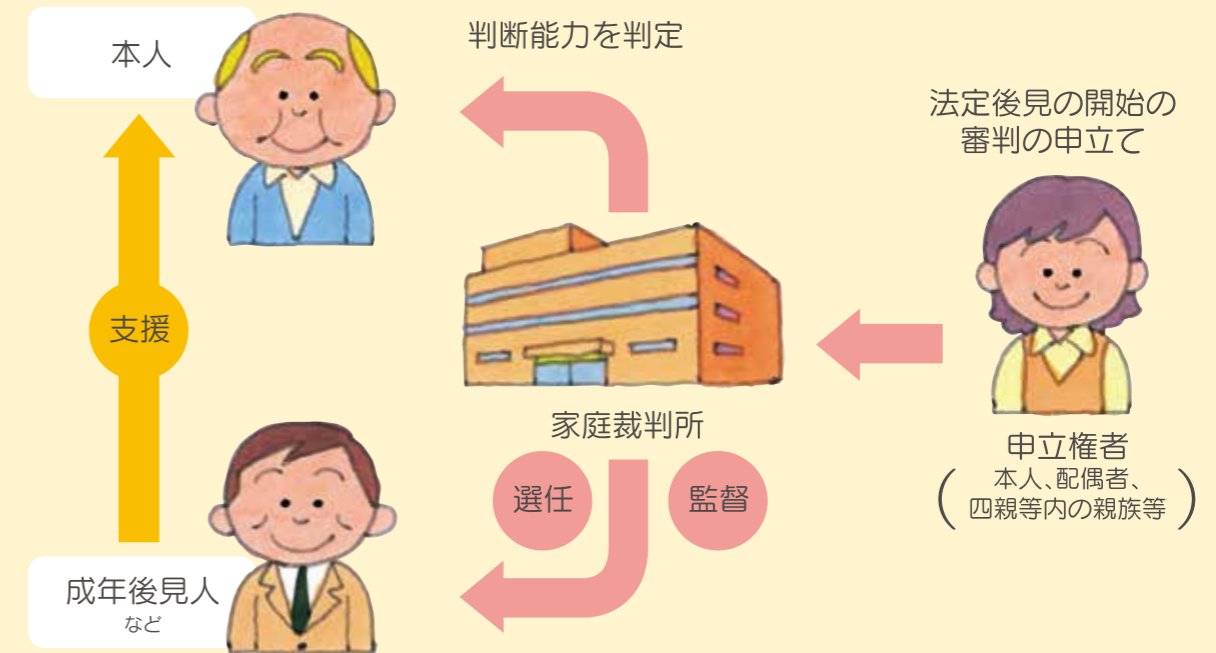 本人
判断能力を判定
法定後見の開始の
審判の申立て
支援
家庭裁判所
選任
監督
申立権者
(本人、配偶者、
四親等内の親族等)
成年後見人
など